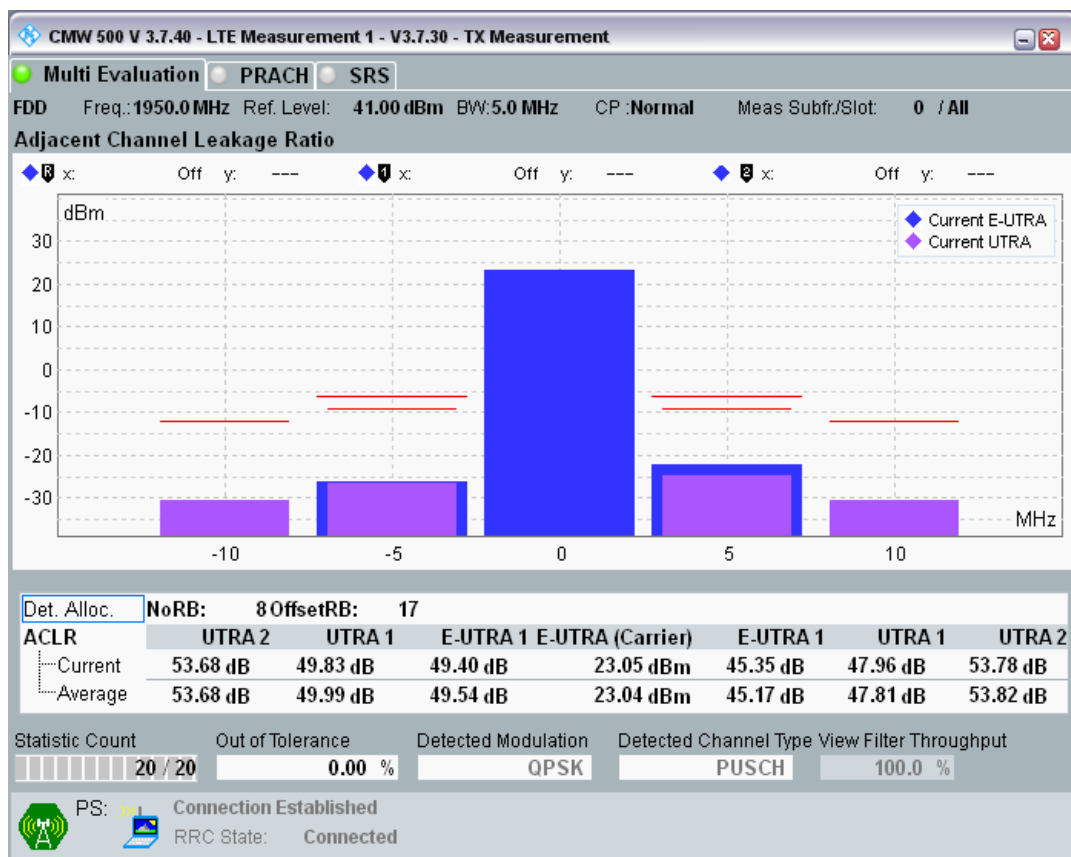 CMW 500 V 3.7.40 - LTE Measurement 1 - V3.7.30 - TX Measurement
Multi Evaluation PRACH SRS
FDD Freq.: 1950.0 MHz Ref. Level: 41.00 dBm BW: 5.0 MHz CP : Normal Meas Subfr./Slot: 0 / All
Adjacent Channel Leakage Ratio
R x: Off y: --- 1 x: Off y: --- 2 x: Off y: ---
dBm
Current E-UTRA
Current UTRA
30
20
10
0
-10
-20
-30
MHz
-10 -5 0 5 10
Det. Alloc. NoRB: 8 OffsetRB: 17
ACLR UTRA 2 UTRA 1 E-UTRA 1 E-UTRA (Carrier) E-UTRA 1 UTRA 1 UTRA 2
Current 53.68 dB 49.83 dB 49.40 dB 23.05 dBm 45.35 dB 47.96 dB 53.78 dB
Average 53.68 dB 49.99 dB 49.54 dB 23.04 dBm 45.17 dB 47.81 dB 53.82 dB
Statistic Count Out of Tolerance Detected Modulation Detected Channel Type View Filter Throughput
20 / 20 0.00 % QPSK PUSCH 100.0 %
PS: Connection Established
RRC State: Connected